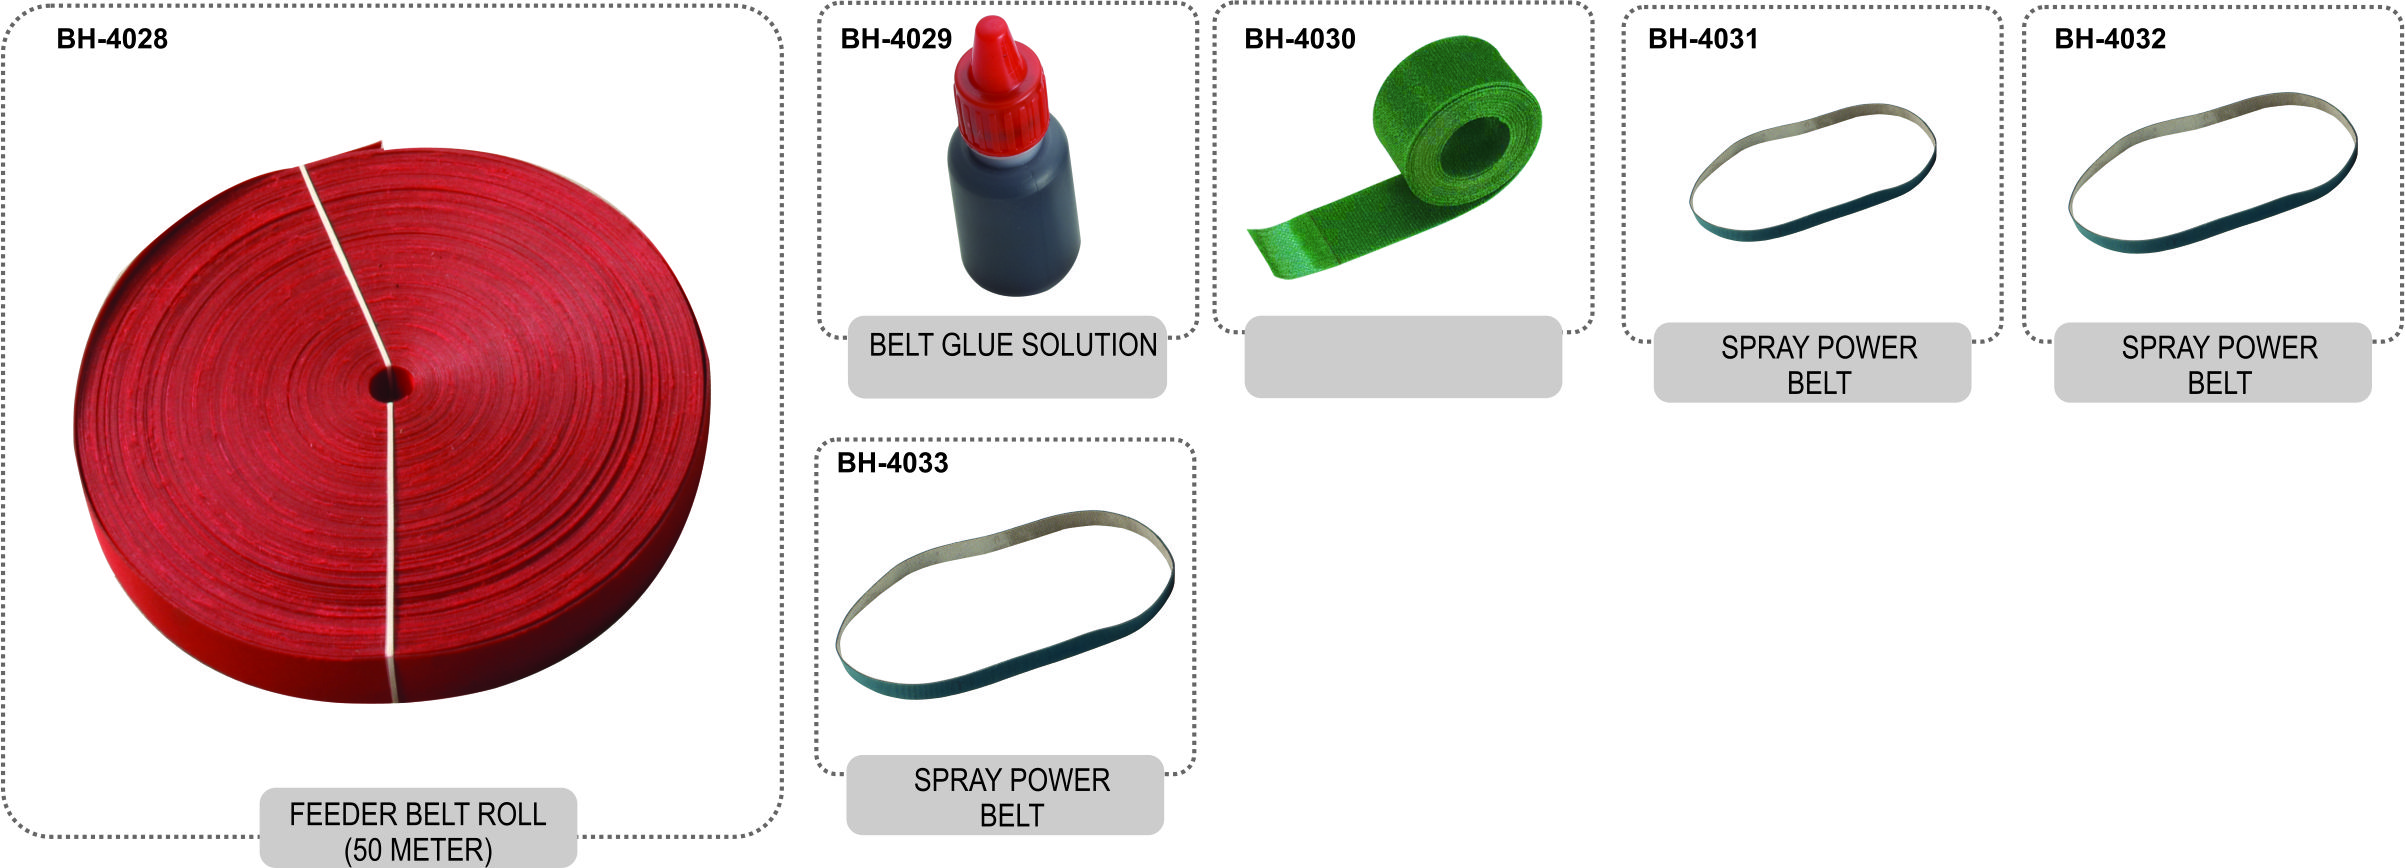 BH-4028
FEEDER BELT ROLL
(50 METER)
BH-4029
BELT GLUE SOLUTION
BH-4030
BH-4031
SPRAY POWER
BELT
BH-4032
SPRAY POWER
BELT
BH-4033
SPRAY POWER
BELT